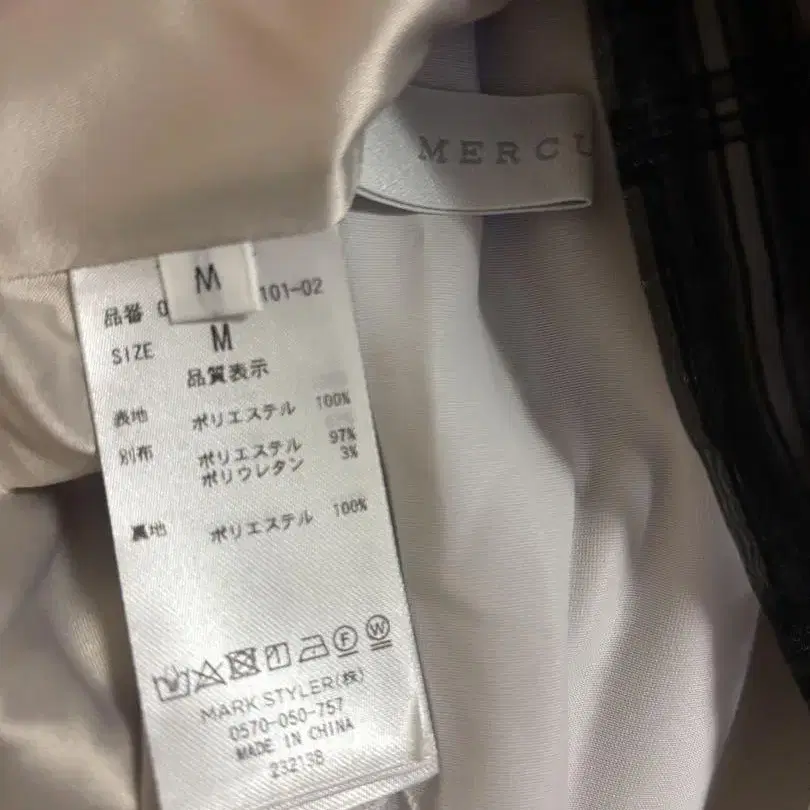 MERCU
M
品番 0 101-02
SIZE M
品質表示
表地 ポリエステル 100%
別布 ポリエステル 97%
ポリウレタン 3%
裏地 ポリエステル 100%
F W
MARK STYLER(株)
0570-050-757
MADE IN CHINA
232138